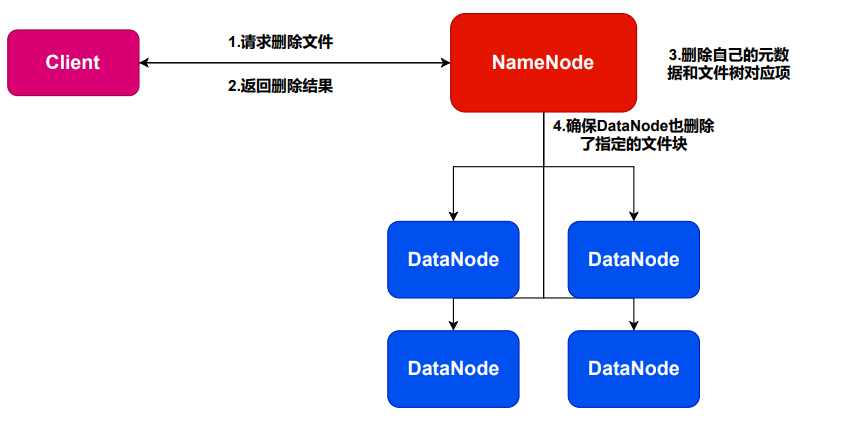 1.请求删除文件
Client
NameNode
2.返回删除结果
3.删除自己的元数
据和文件树对应项
4.确保DataNode也删除
了指定的文件块
DataNode
DataNode
DataNode
DataNode